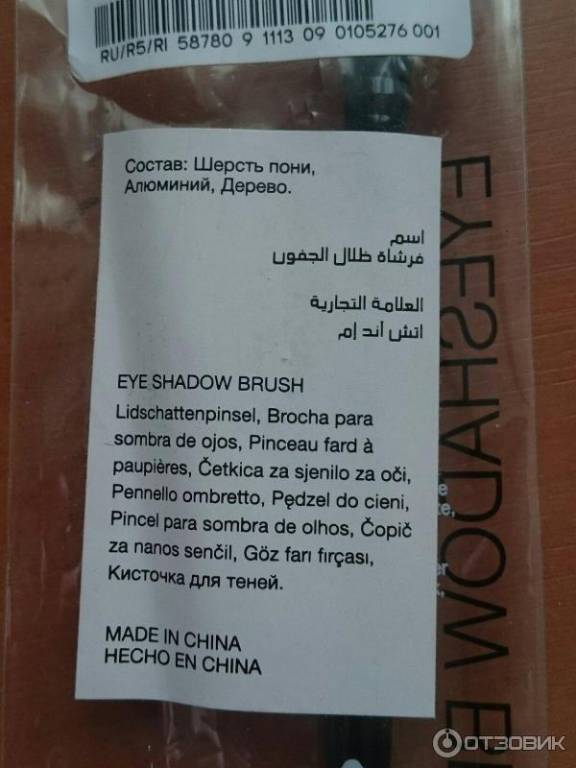 RU/R5/RI 58780 9 1113 09 0105276 001
Состав: Шерсть пони,
Алюминий, Дерево.
اسم
فرشاة ظلال الجفون
العلامة التجارية
اتش أند إم
EYE SHADOW BRUSH
Lidschattenpinsel, Brocha para
sombra de ojos, Pinceau fard à
paupières, Četkica za sjenilo za oči,
Pennello ombretto, Pędzel do cieni,
Pincel para sombra de olhos, Čopič
za nanos senčil, Göz farı fırçası,
Кисточка для теней.
MADE IN CHINA
HECHO EN CHINA
EYESHADOW
ОТЗОВИК